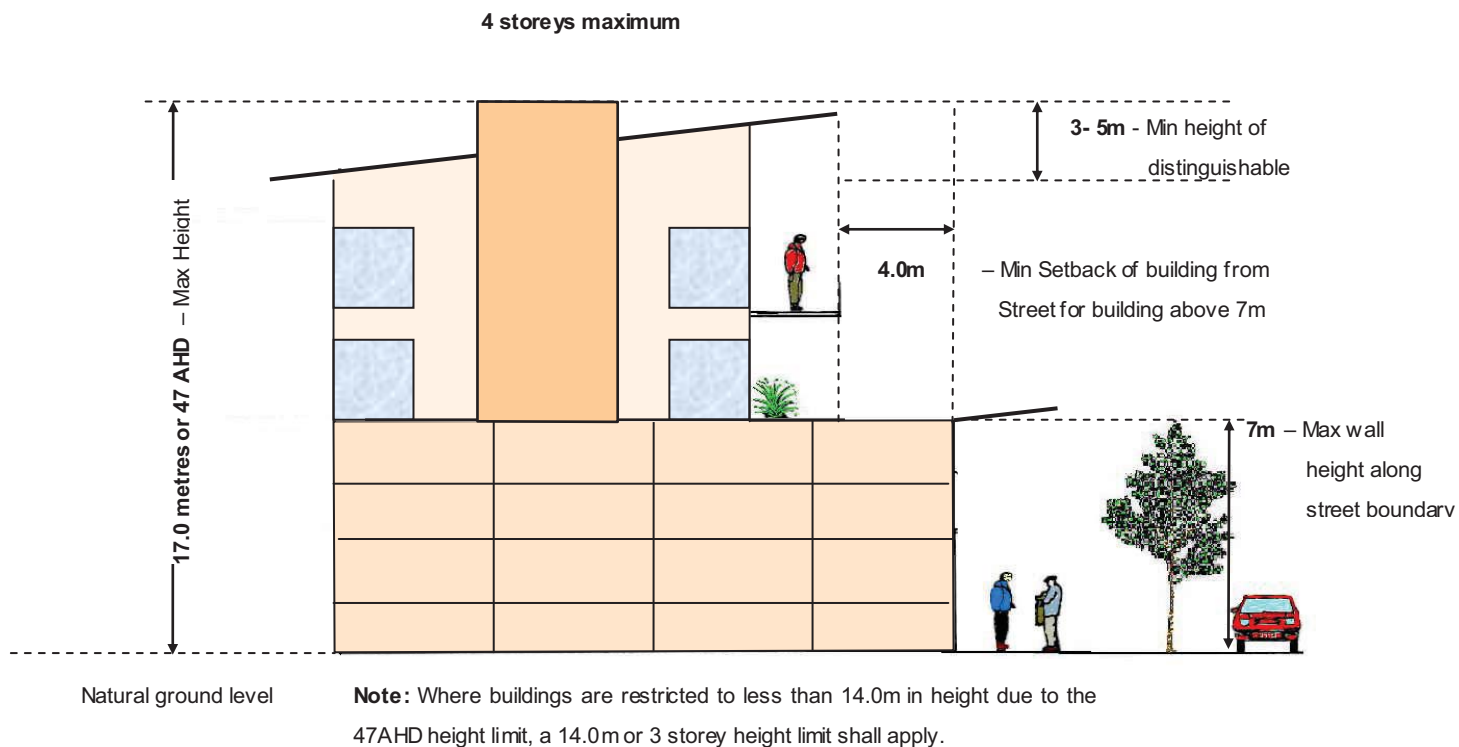 4 storeys maximum
3- 5m - Min height of
distinguishable
17.0 metres or 47 AHD – Max Height
4.0m – Min Setback of building from
Street for building above 7m
7m – Max wall
height along
street boundary
Natural ground level
Note: Where buildings are restricted to less than 14.0m in height due to the
47AHD height limit, a 14.0m or 3 storey height limit shall apply.